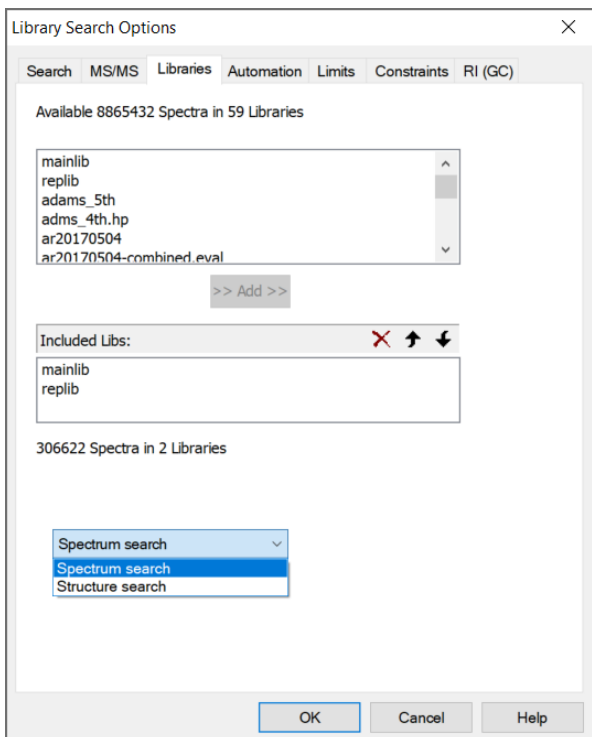 Library Search Options
Search MS/MS Libraries Automation Limits Constraints RI (GC)
Available 8865432 Spectra in 59 Libraries
mainlib
replib
adams_5th
adms_4th.hp
ar20170504
ar20170504-combined.eval
>> Add >>
Included Libs:
mainlib
replib
306622 Spectra in 2 Libraries
Spectrum search
Spectrum search
Structure search
OK Cancel Help